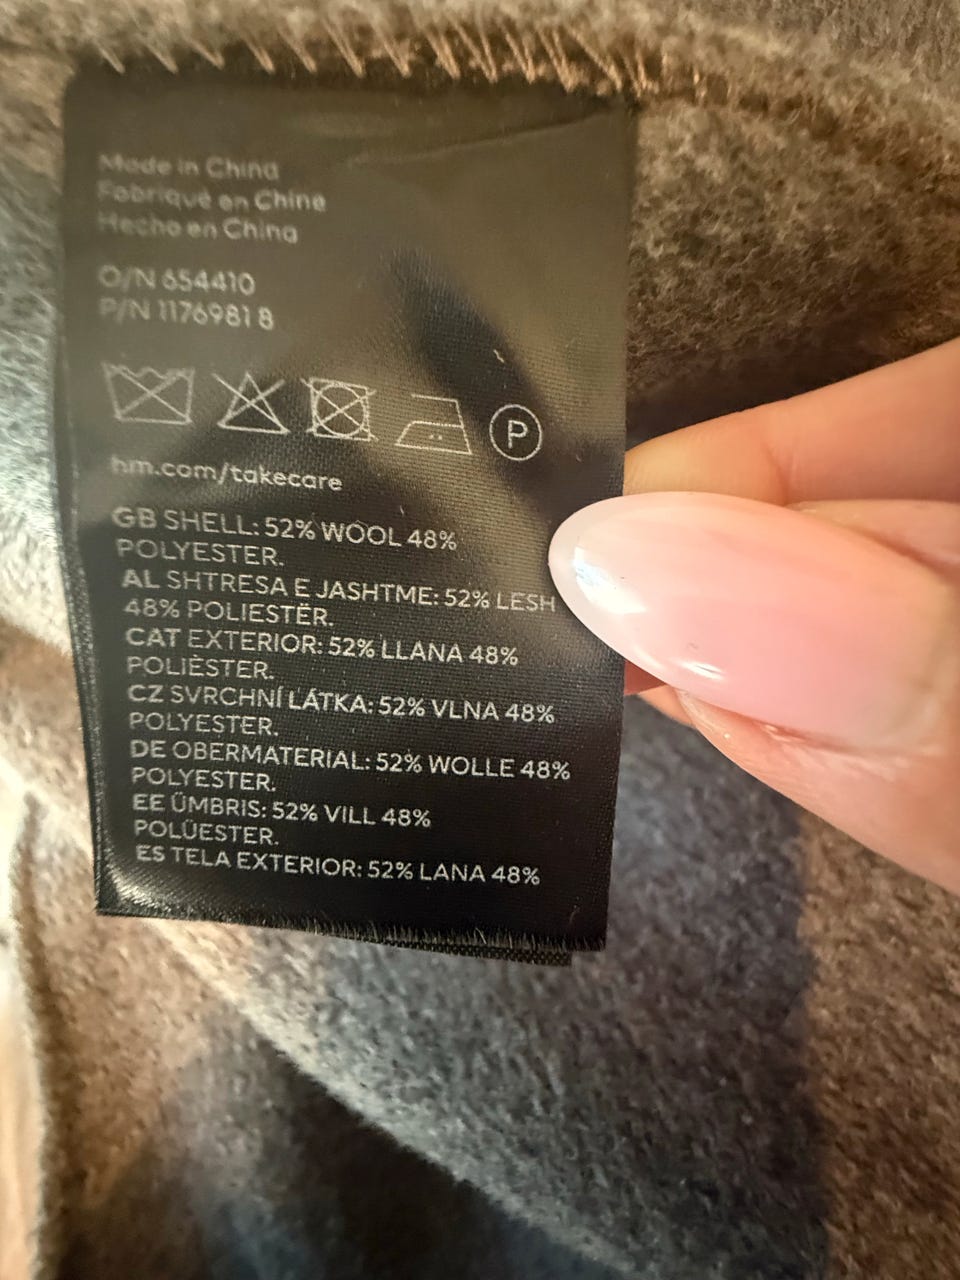 Made in China
Fabriqué en Chine
Hecho en China
O/N 654410
P/N 1176981 8
P
hm.com/takecare
GB SHELL: 52% WOOL 48%
POLYESTER.
AL SHTRESA E JASHTME: 52% LESH
48% POLIESTËR.
CAT EXTERIOR: 52% LLANA 48%
POLIÈSTER.
CZ SVRCHNÍ LÁTKA: 52% VLNA 48%
POLYESTER.
DE OBERMATERIAL: 52% WOLLE 48%
POLYESTER.
EE ÜMBRIS: 52% VILL 48%
POLÜESTER.
ES TELA EXTERIOR: 52% LANA 48%